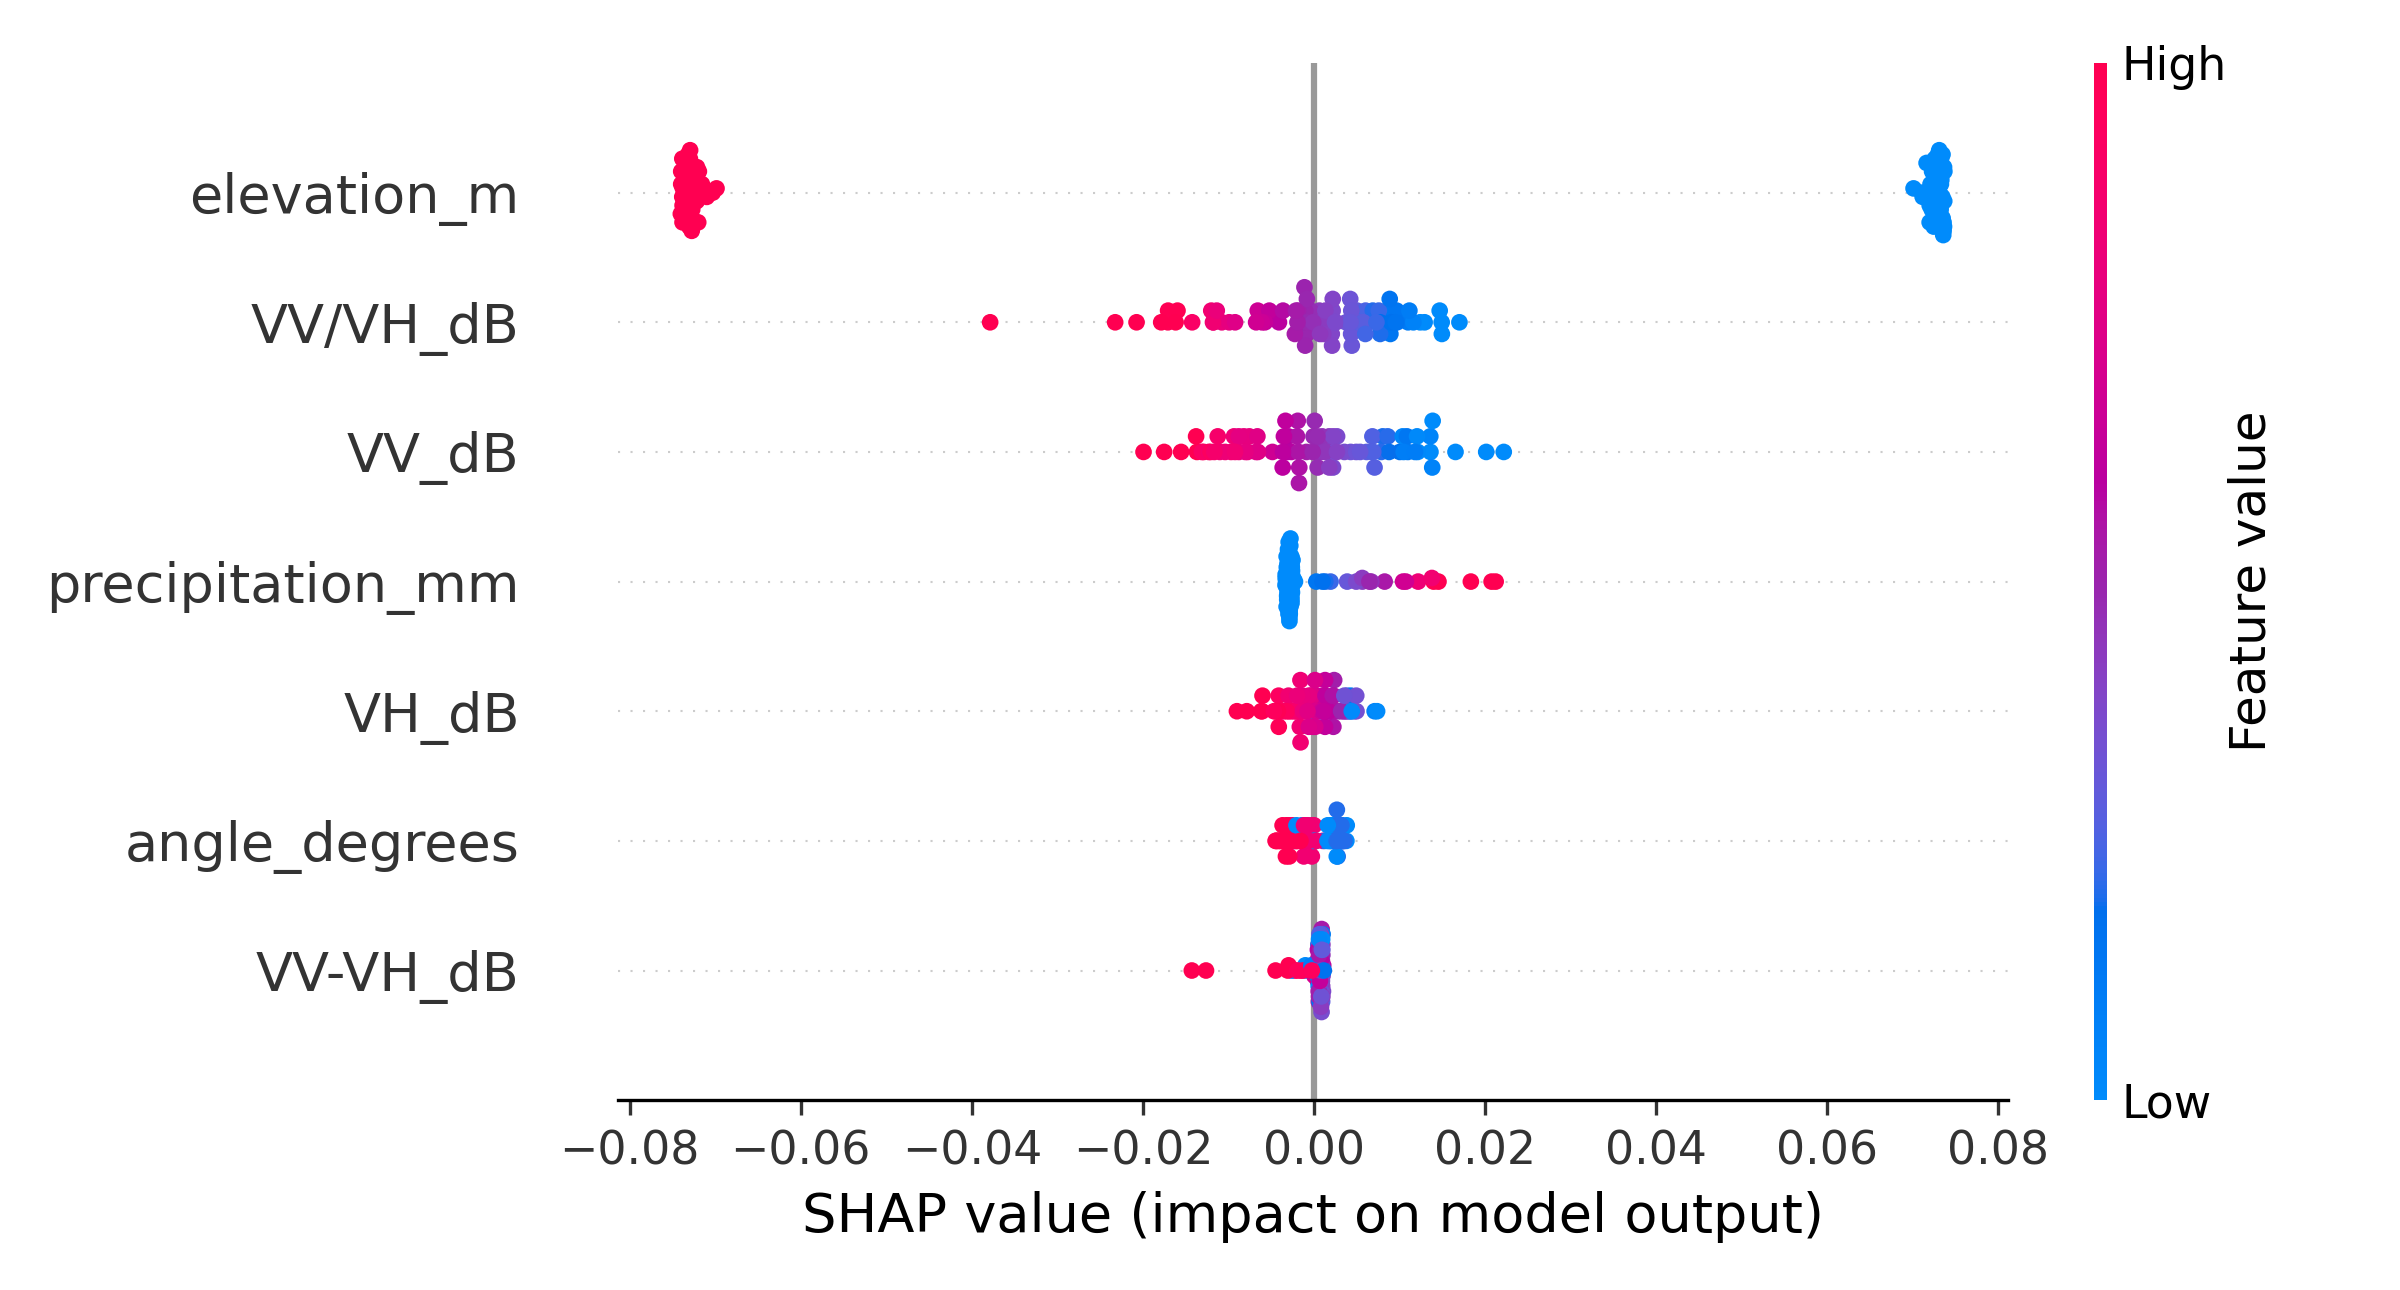 High
elevation_m
VV/VH_dB
VV_dB
precipitation_mm
VH_dB
angle_degrees
VV-VH_dB
Feature value
Low
−0.08 −0.06 −0.04 −0.02 0.00 0.02 0.04 0.06 0.08
SHAP value (impact on model output)